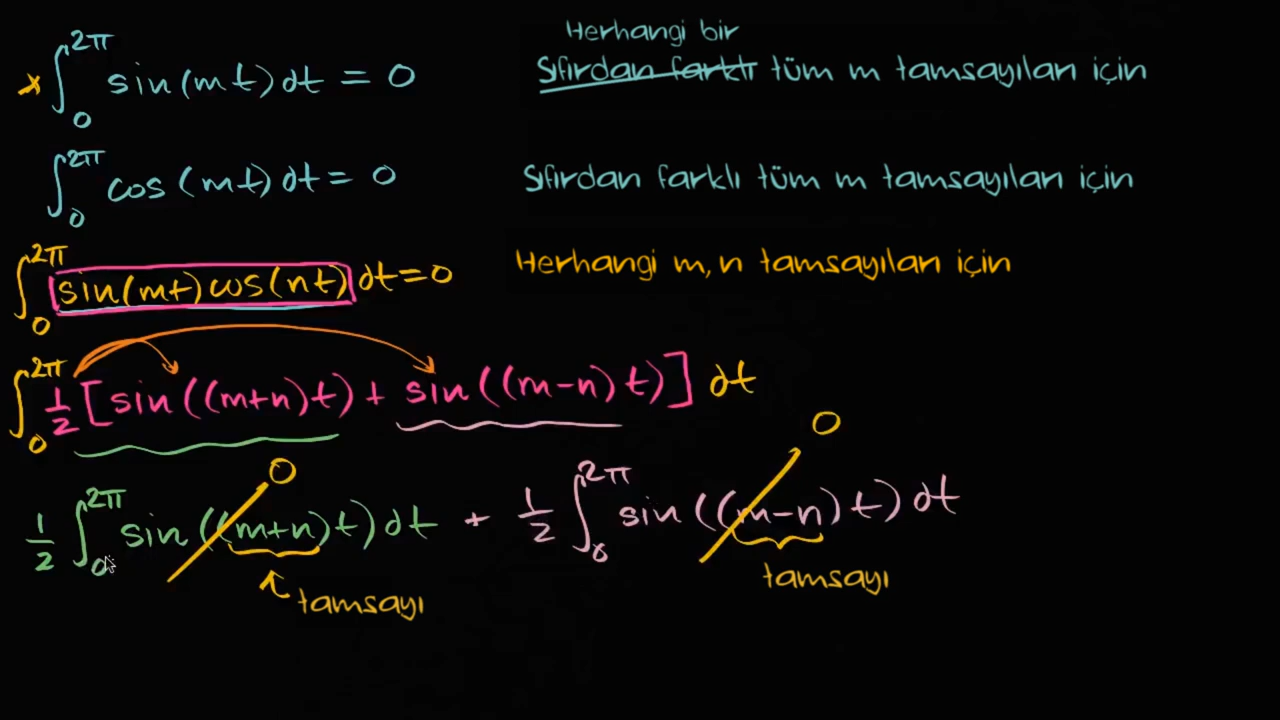 Herhangi bir
x ∫₀^2π sin(mt)dt = 0 Sıfırdan farklı tüm m tamsayıları için
∫₀^2π cos(mt)dt = 0 Sıfırdan farklı tüm m tamsayıları için
∫₀^2π sin(mt)cos(nt)dt=0 Herhangi m,n tamsayıları için
∫₀^2π 1/2 [sin((m+n)t) + sin((m-n)t)] dt
0 0
1/2 ∫₀^2π sin((m+n)t)dt + 1/2 ∫₀^2π sin((m-n)t)dt
tamsayı tamsayı